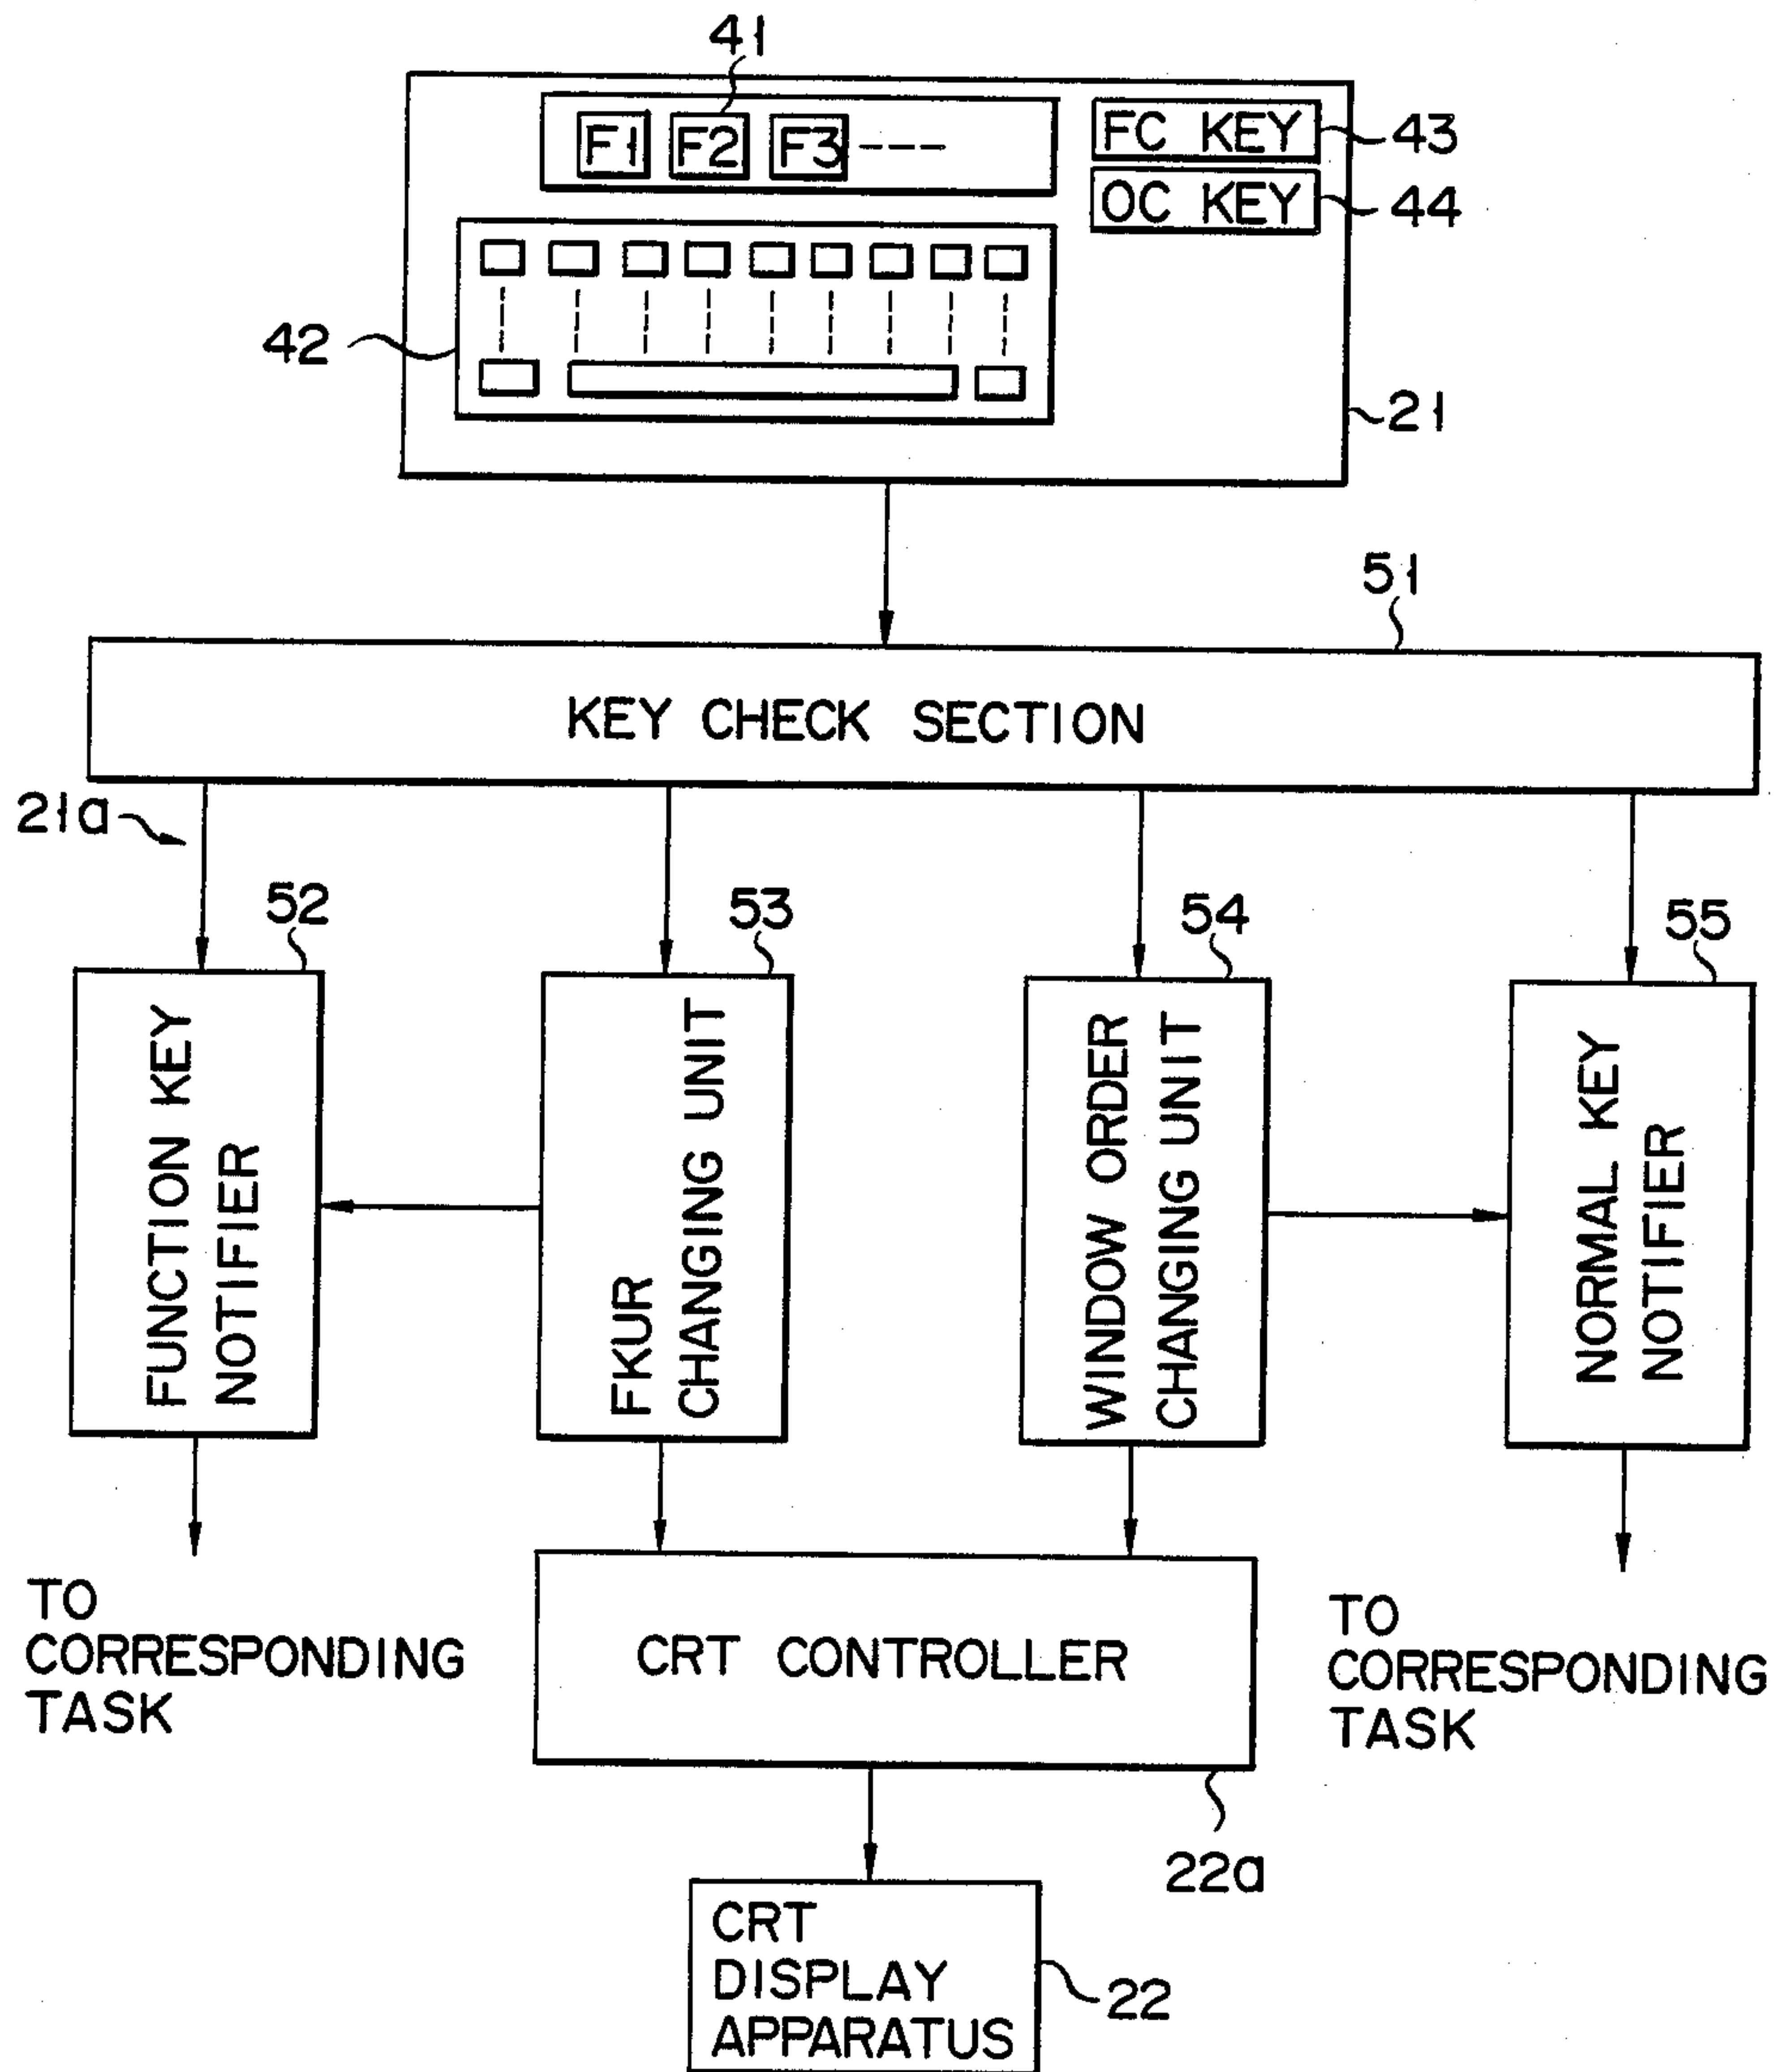 41
F1 F2 F3
FC KEY 43
OC KEY 44
42
21
51
KEY CHECK SECTION
21a
52
53
54
55
FUNCTION KEY
NOTIFIER
FKUR
CHANGING UNIT
WINDOW ORDER
CHANGING UNIT
NORMAL KEY
NOTIFIER
TO
CORRESPONDING
TASK
CRT CONTROLLER
TO
CORRESPONDING
TASK
22a
CRT
DISPLAY
APPARATUS
22